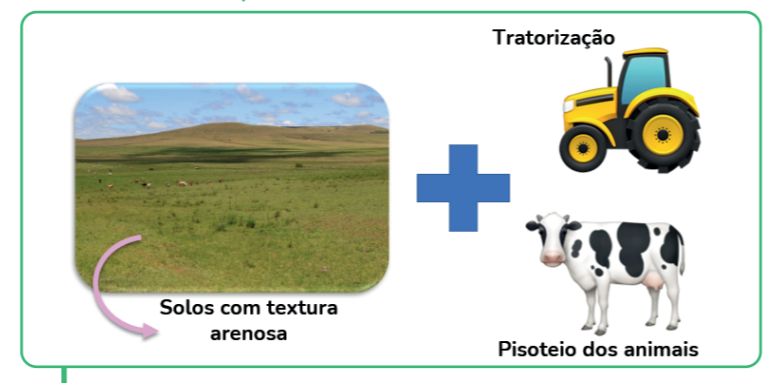 Tratorização
Solos com textura
arenosa
Pisoteio dos animais